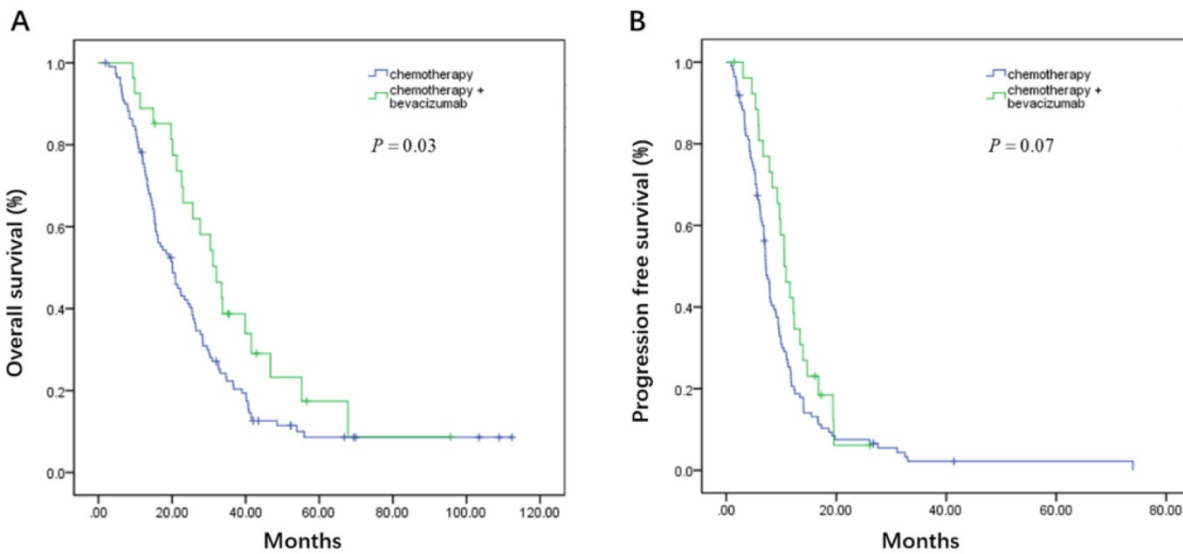 A
Overall survival (%)
1.0
0.8
0.6
0.4
0.2
0.0
chemotherapy
chemotherapy +
bevacizumab
P = 0.03
.00 20.00 40.00 60.00 80.00 100.00 120.00
Months
B
Progression free survival (%)
1.0
0.8
0.6
0.4
0.2
0.0
chemotherapy
chemotherapy +
bevacizumab
P = 0.07
.00 20.00 40.00 60.00 80.00
Months